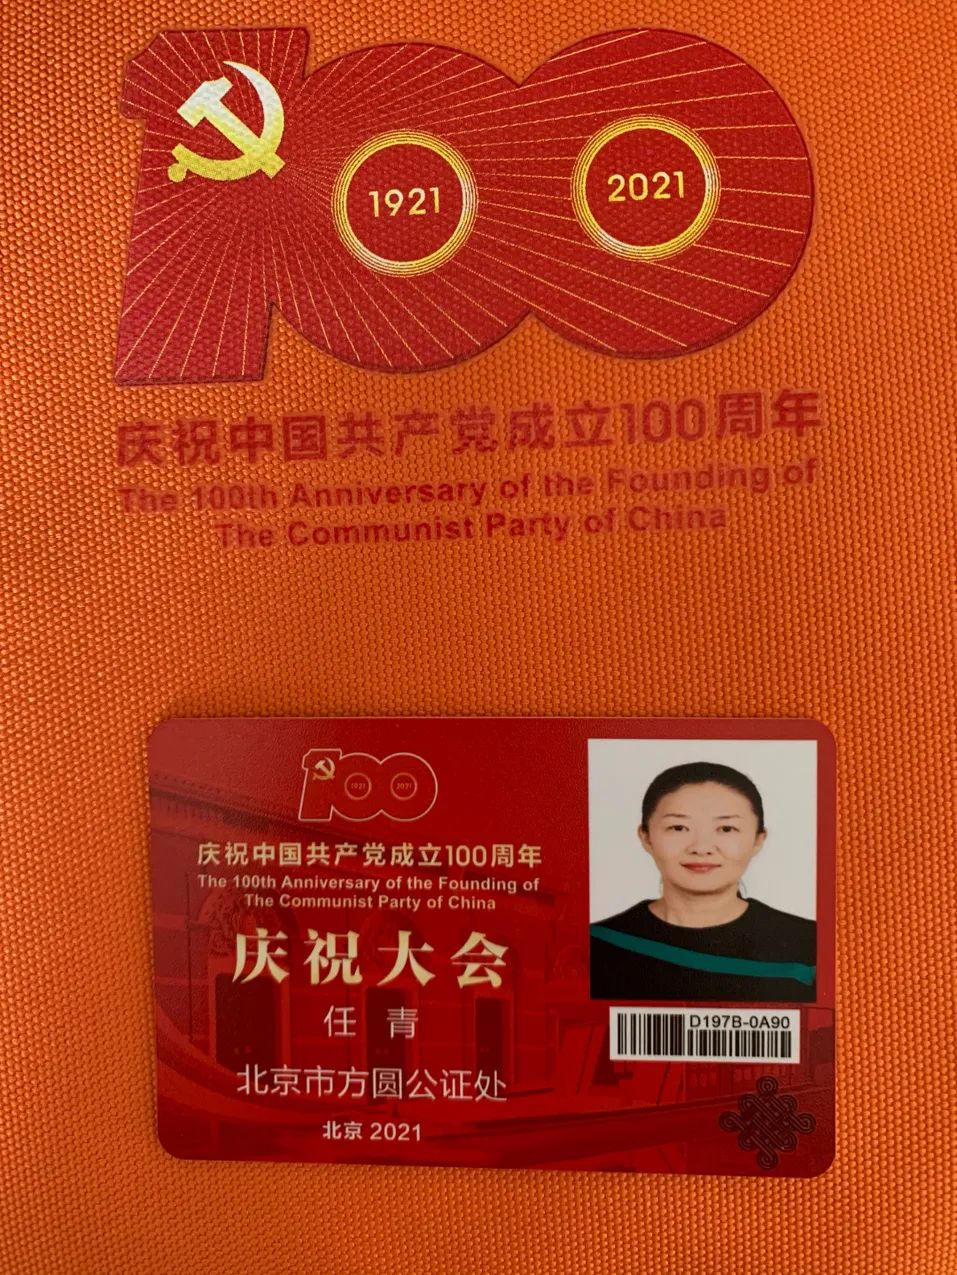 1921
2021
庆祝中国共产党成立100周年
The 100th Anniversary of the Founding of
The Communist Party of China
100
1921
2021
庆祝中国共产党成立100周年
The 100th Anniversary of the Founding of
The Communist Party of China
庆祝大会
任 青
北京市方圆公证处
北京 2021
D197B-0A90